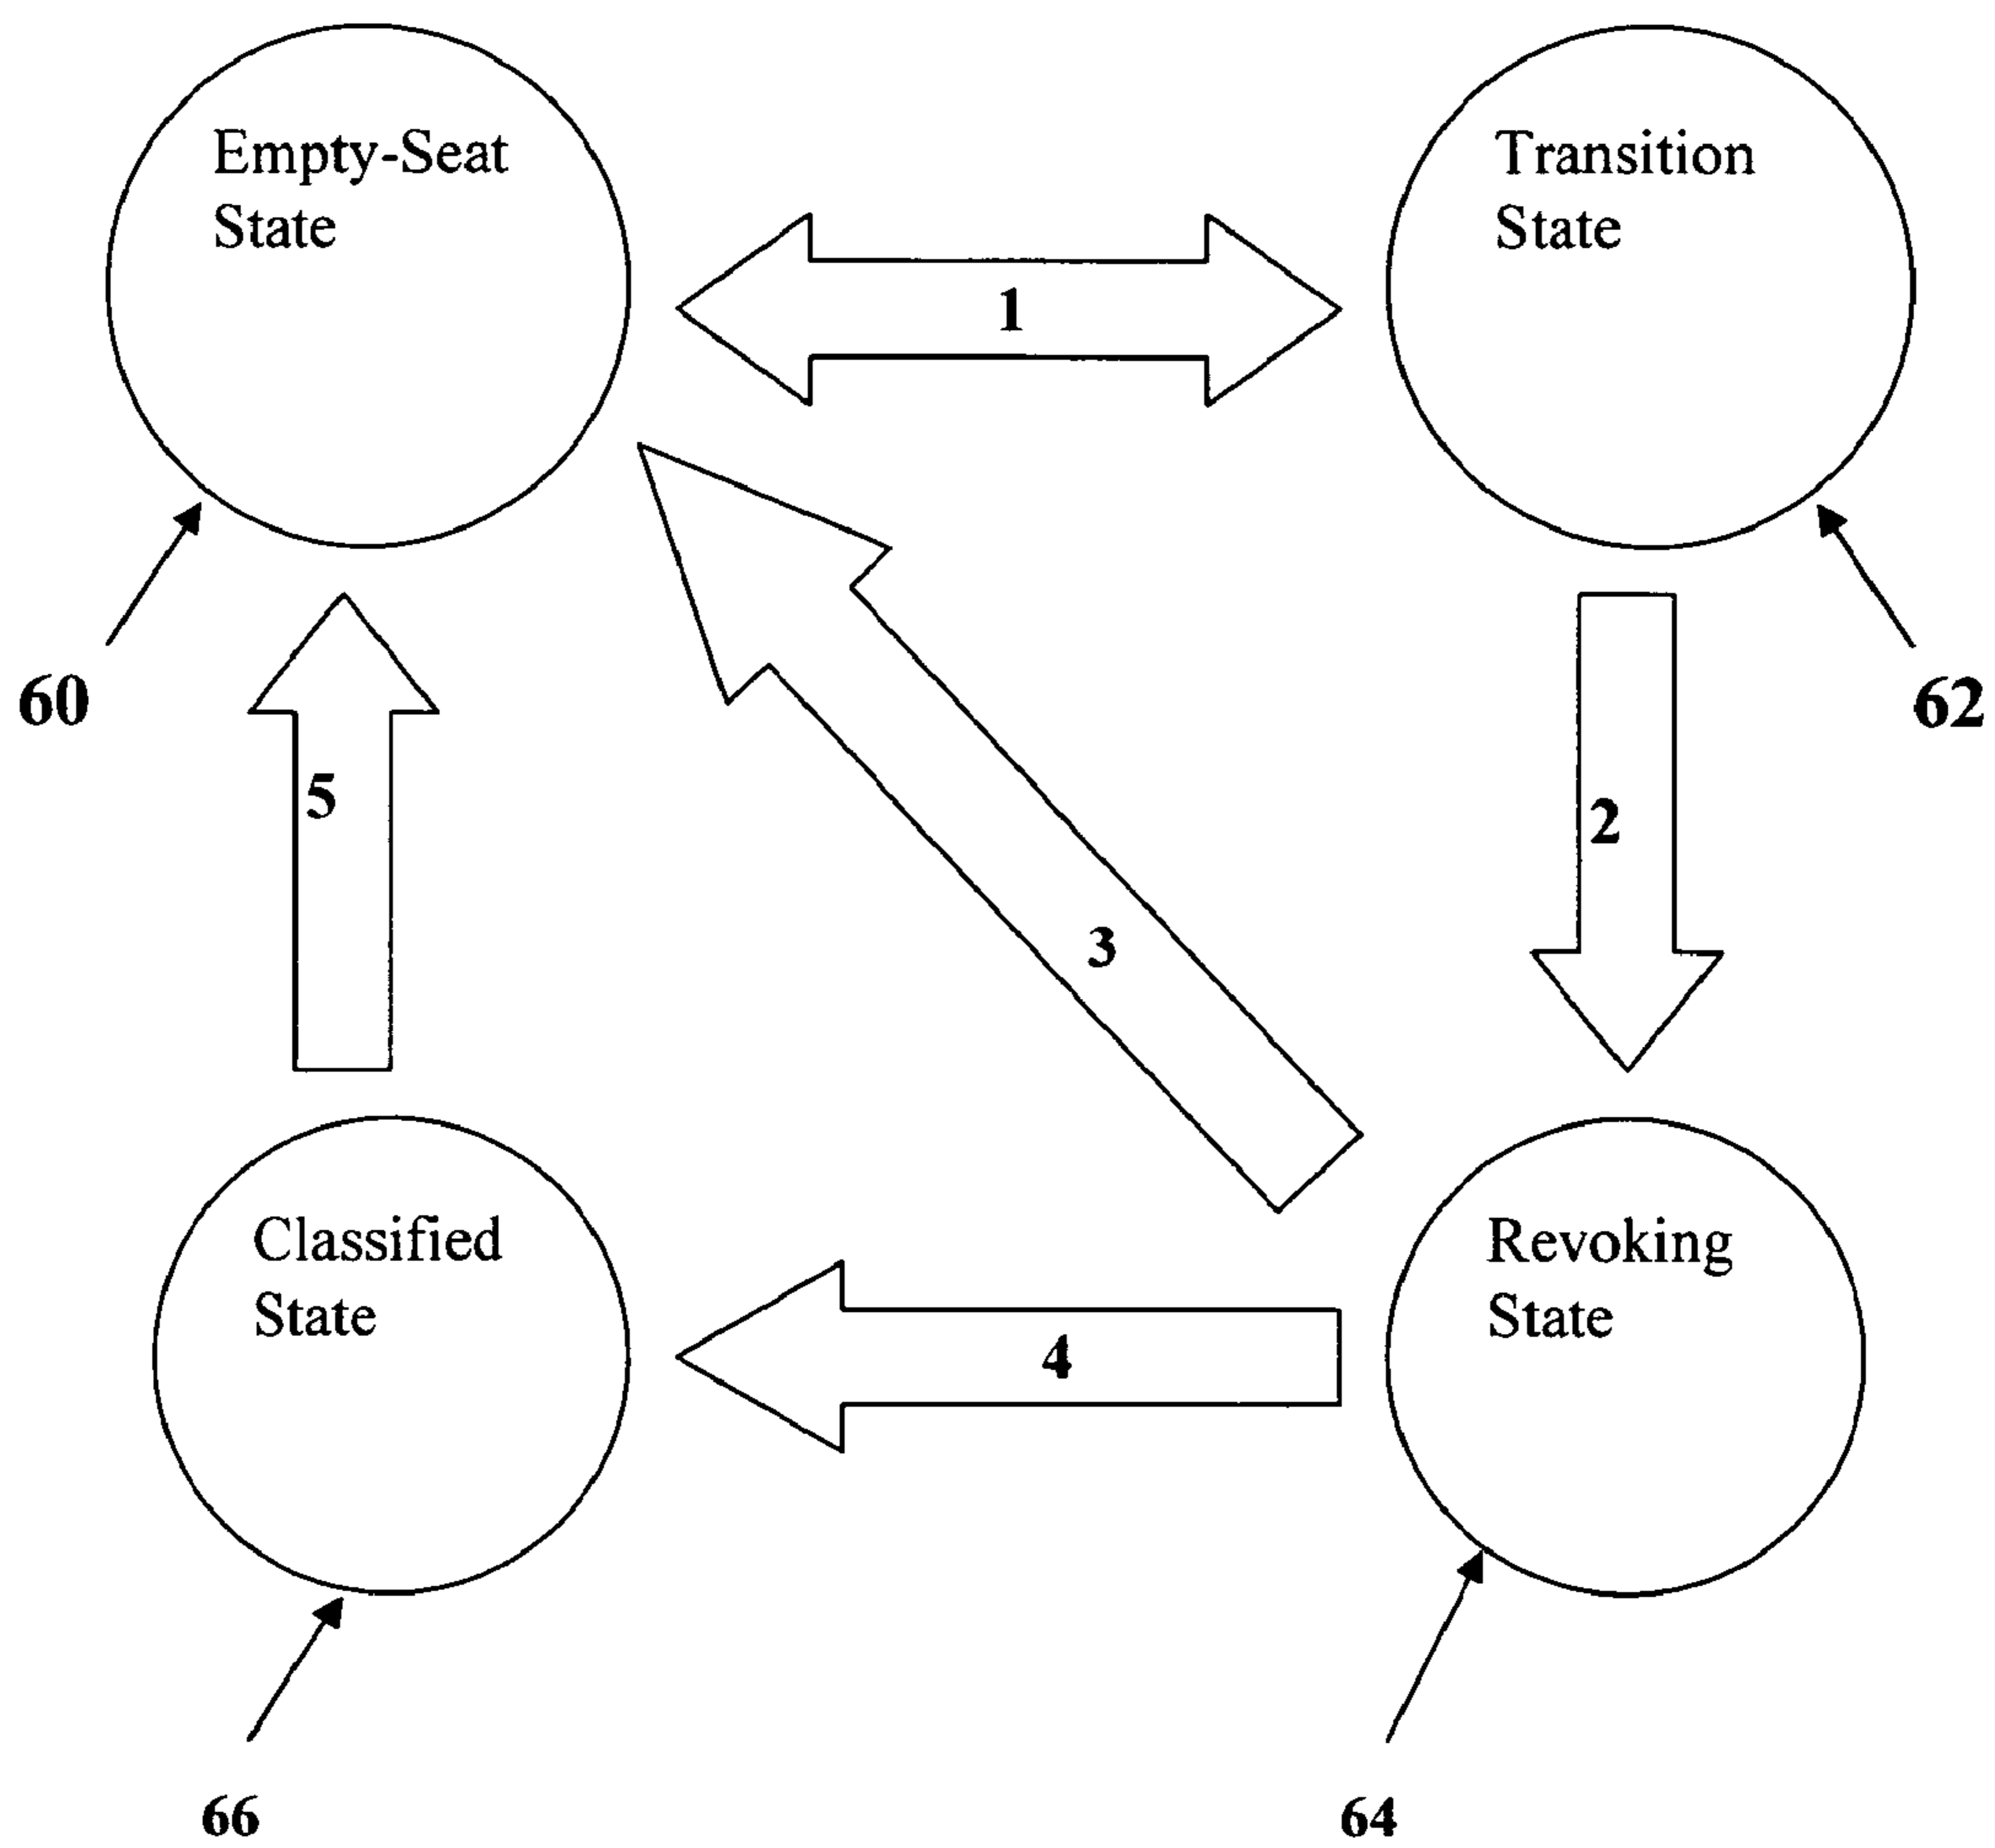 Empty-Seat
State
Transition
State
1
60
62
5
2
3
Classified
State
Revoking
State
4
66
64